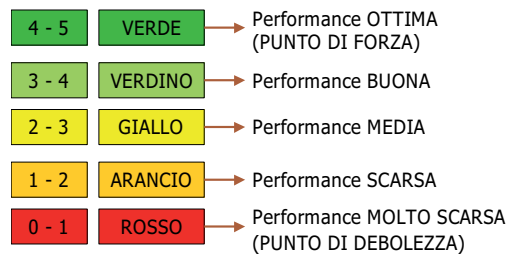 4 - 5 VERDE Performance OTTIMA
(PUNTO DI FORZA)
3 - 4 VERDINO Performance BUONA
2 - 3 GIALLO Performance MEDIA
1 - 2 ARANCIO Performance SCARSA
0 - 1 ROSSO Performance MOLTO SCARSA
(PUNTO DI DEBOLEZZA)